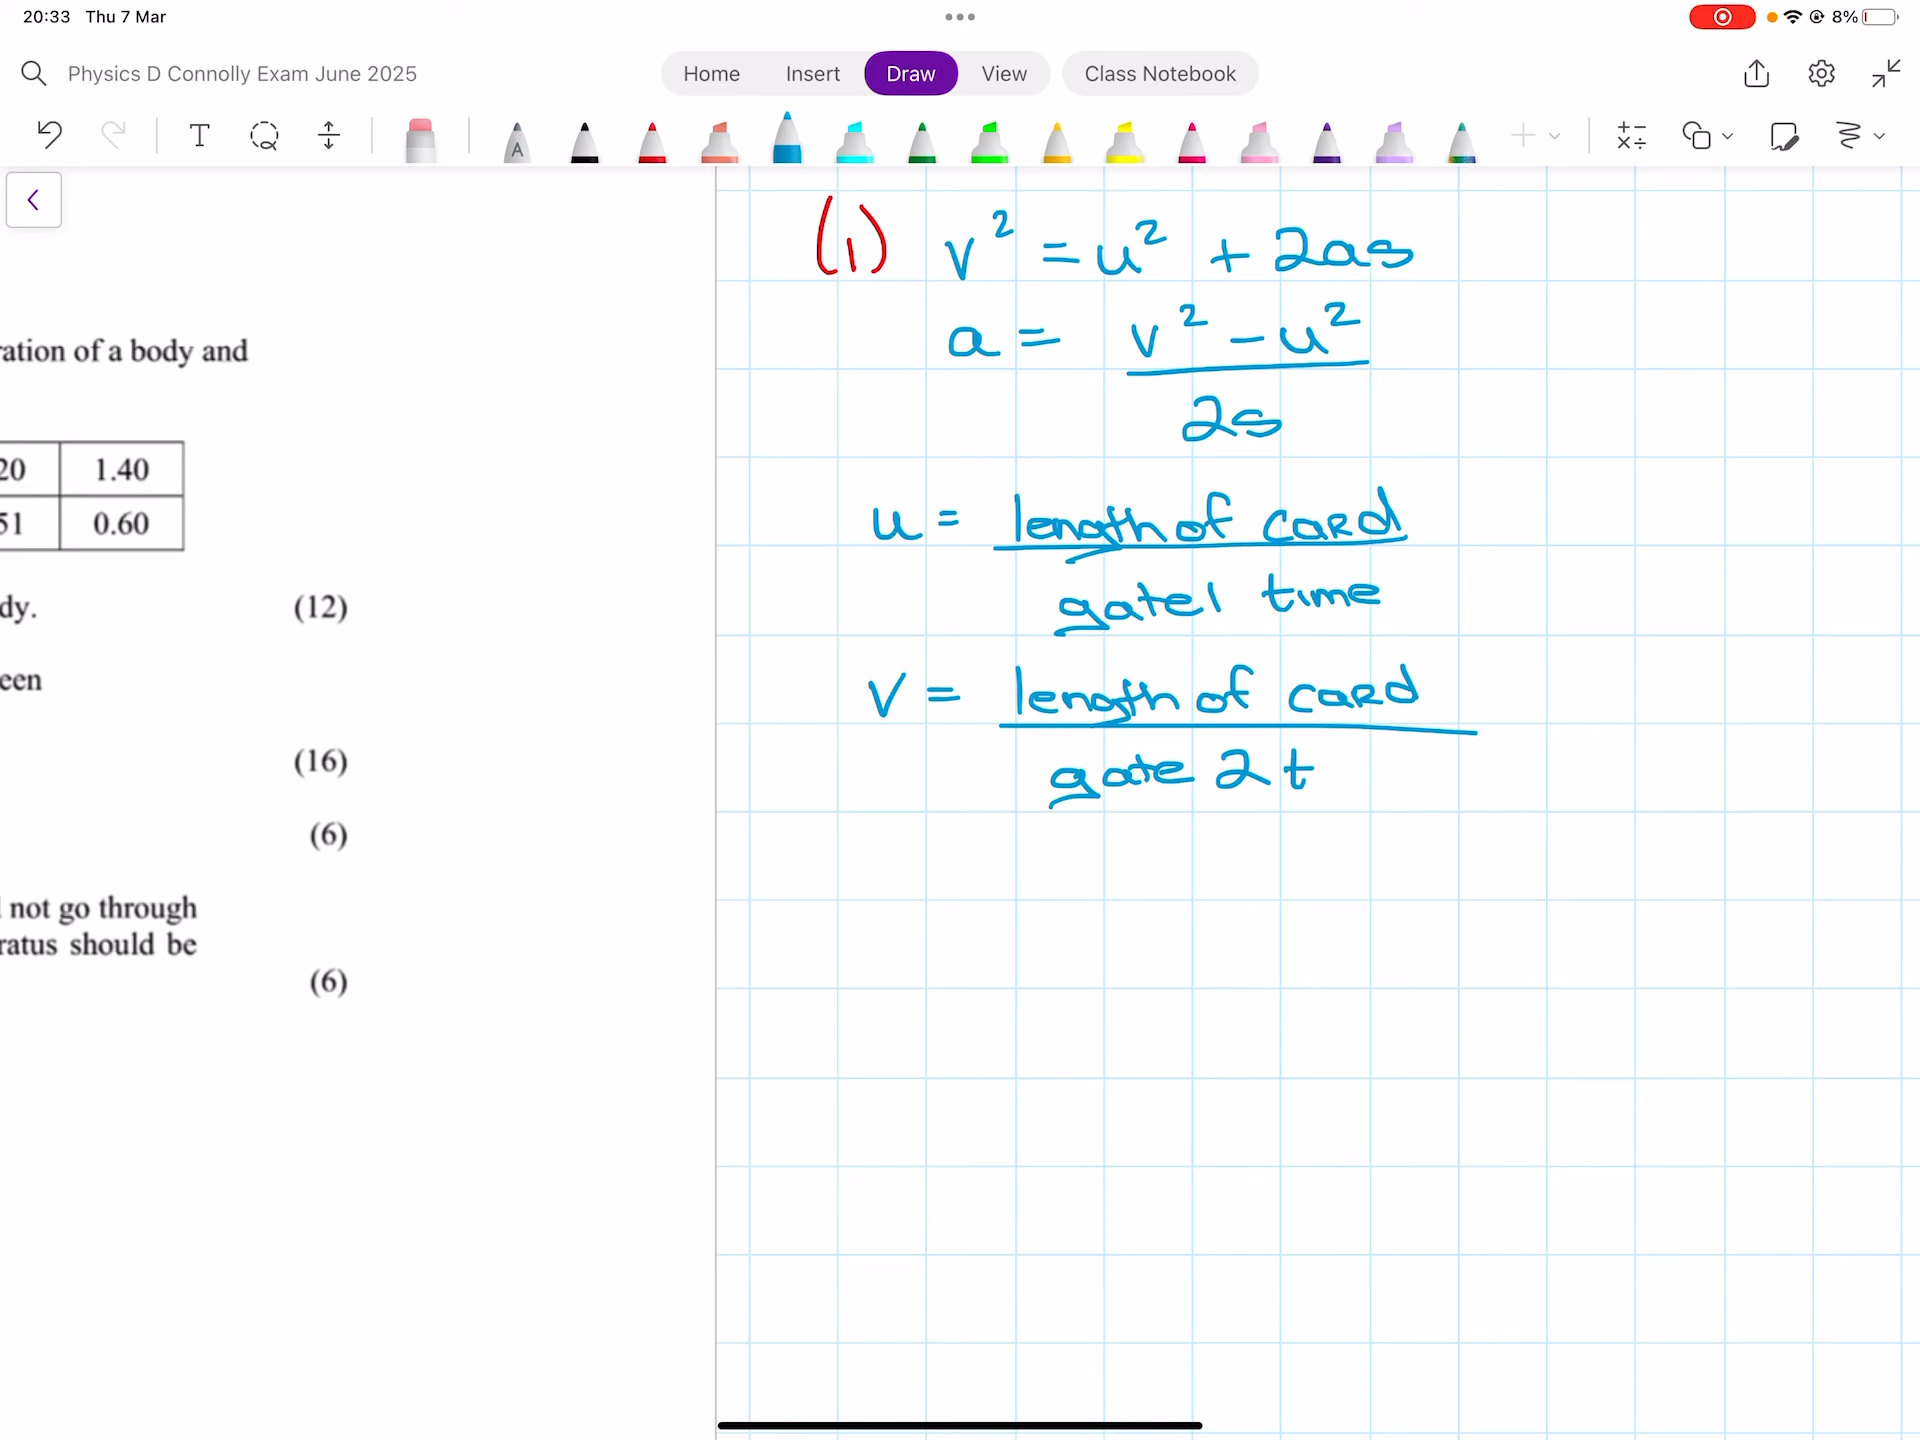 20:33 Thu 7 Mar 8%
Physics D Connolly Exam June 2025 Home Insert Draw View Class Notebook
T A
ration of a body and
20 1.40
51 0.60
dy. (12)
een
(16)
(6)
not go through
ratus should be
(6)
(1) v² = u² + 2as
a = v² - u²
2s
u = length of card
gate1 time
v = length of card
gate 2 t